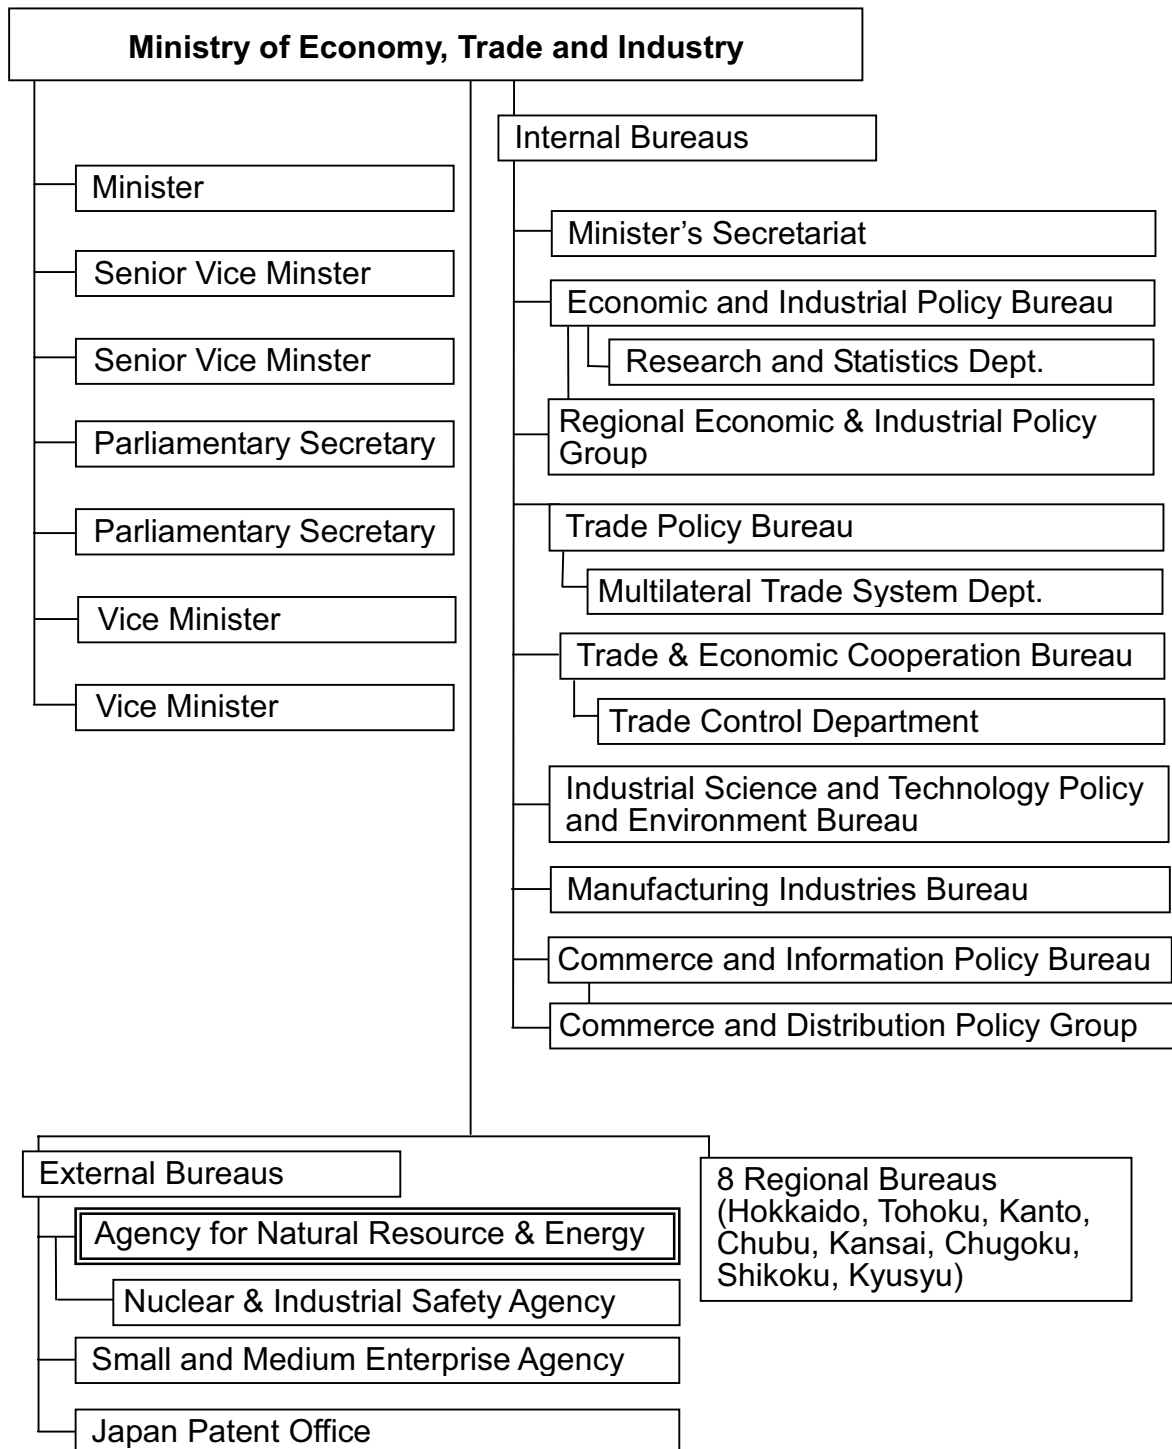 Ministry of Economy, Trade and Industry
Minister
Senior Vice Minster
Senior Vice Minster
Parliamentary Secretary
Parliamentary Secretary
Vice Minister
Vice Minister
Internal Bureaus
Minister’s Secretariat
Economic and Industrial Policy Bureau
Research and Statistics Dept.
Regional Economic & Industrial Policy
Group
Trade Policy Bureau
Multilateral Trade System Dept.
Trade & Economic Cooperation Bureau
Trade Control Department
Industrial Science and Technology Policy
and Environment Bureau
Manufacturing Industries Bureau
Commerce and Information Policy Bureau
Commerce and Distribution Policy Group
External Bureaus
Agency for Natural Resource & Energy
Nuclear & Industrial Safety Agency
Small and Medium Enterprise Agency
Japan Patent Office
8 Regional Bureaus
(Hokkaido, Tohoku, Kanto,
Chubu, Kansai, Chugoku,
Shikoku, Kyusyu)